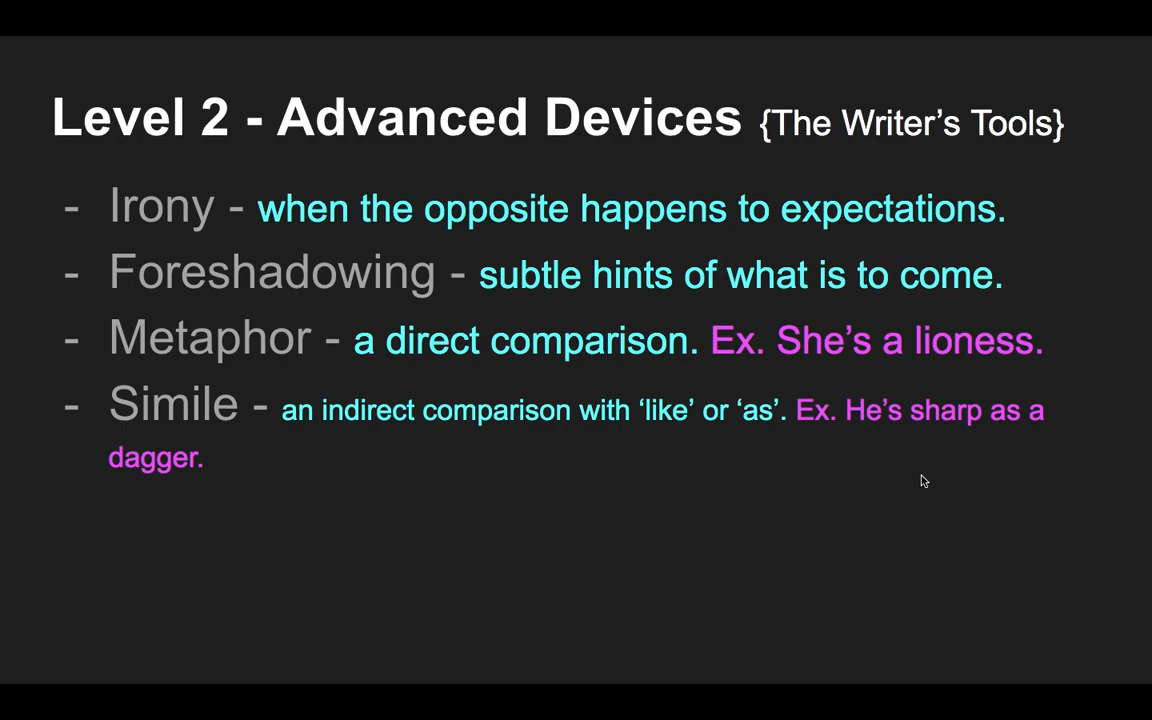 Level 2 - Advanced Devices {The Writer’s Tools}
- Irony - when the opposite happens to expectations.
- Foreshadowing - subtle hints of what is to come.
- Metaphor - a direct comparison. Ex. She’s a lioness.
- Simile - an indirect comparison with ‘like’ or ‘as’. Ex. He’s sharp as a
dagger.